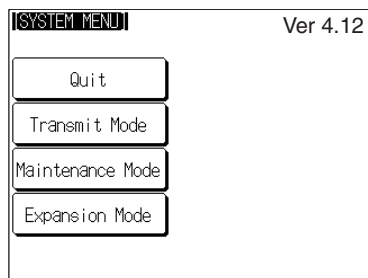 [SYSTEM MENU]
Ver 4.12
Quit
Transmit Mode
Maintenance Mode
Expansion Mode